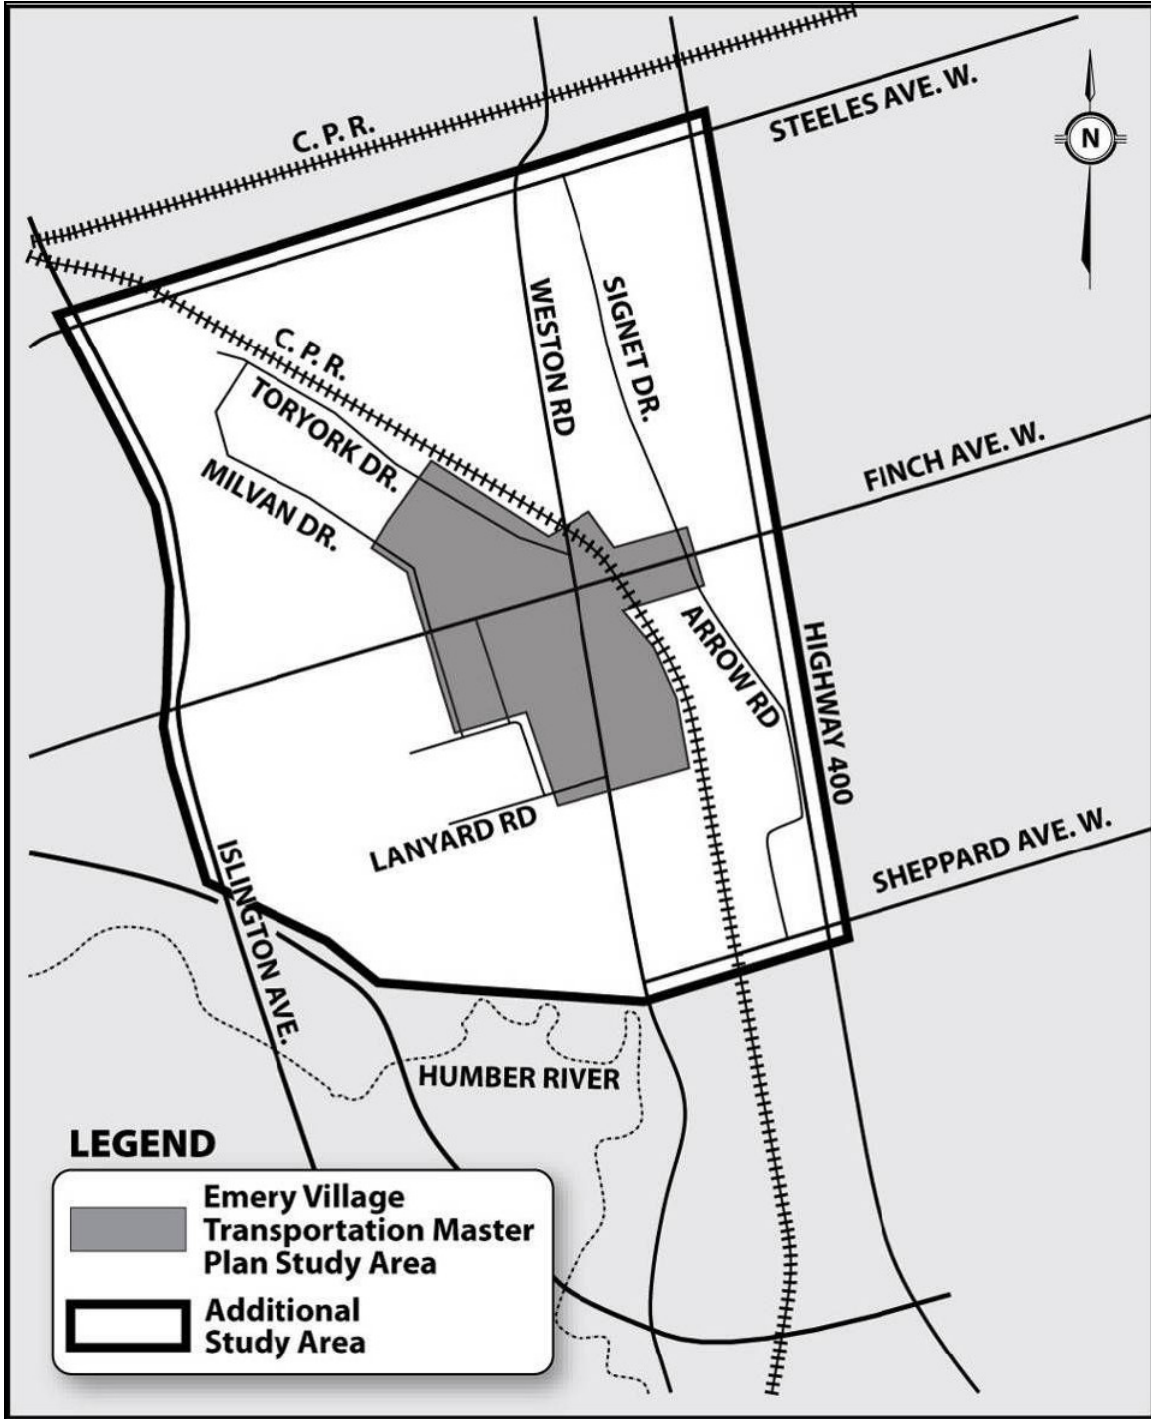 C. P. R.
STEELES AVE. W.
N
WESTON RD
SIGNET DR.
C. P. R.
TORYORK DR.
MILVAN DR.
FINCH AVE. W.
ARROW RD
HIGHWAY 400
LANYARD RD
SHEPPARD AVE. W.
ISLINGTON AVE.
HUMBER RIVER
LEGEND
Emery Village
Transportation Master
Plan Study Area
Additional
Study Area